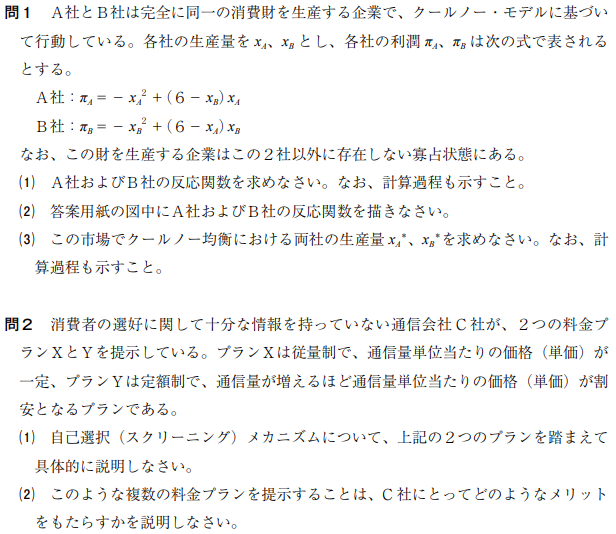 問1 A社とB社は完全に同一の消費財を生産する企業で、クールノー・モデルに基づい
て行動している。各社の生産量を xA、xB とし、各社の利潤 πA、πB は次の式で表される
とする。
A社：πA = − xA² +(6 − xB) xA
B社：πB = − xB² +(6 − xA) xB
なお、この財を生産する企業はこの2社以外に存在しない寡占状態にある。
⑴ A社およびB社の反応関数を求めなさい。なお、計算過程も示すこと。
⑵ 答案用紙の図中にA社およびB社の反応関数を描きなさい。
⑶ この市場でクールノー均衡における両社の生産量 xA*、xB* を求めなさい。なお、計
算過程も示すこと。
問2 消費者の選好に関して十分な情報を持っていない通信会社C社が、2つの料金プ
ランXとYを提示している。プランXは従量制で、通信量単位当たりの価格（単価）が
一定、プランYは定額制で、通信量が増えるほど通信量単位当たりの価格（単価）が割
安となるプランである。
⑴ 自己選択（スクリーニング）メカニズムについて、上記の2つのプランを踏まえて
具体的に説明しなさい。
⑵ このような複数の料金プランを提示することは、C社にとってどのようなメリット
をもたらすかを説明しなさい。